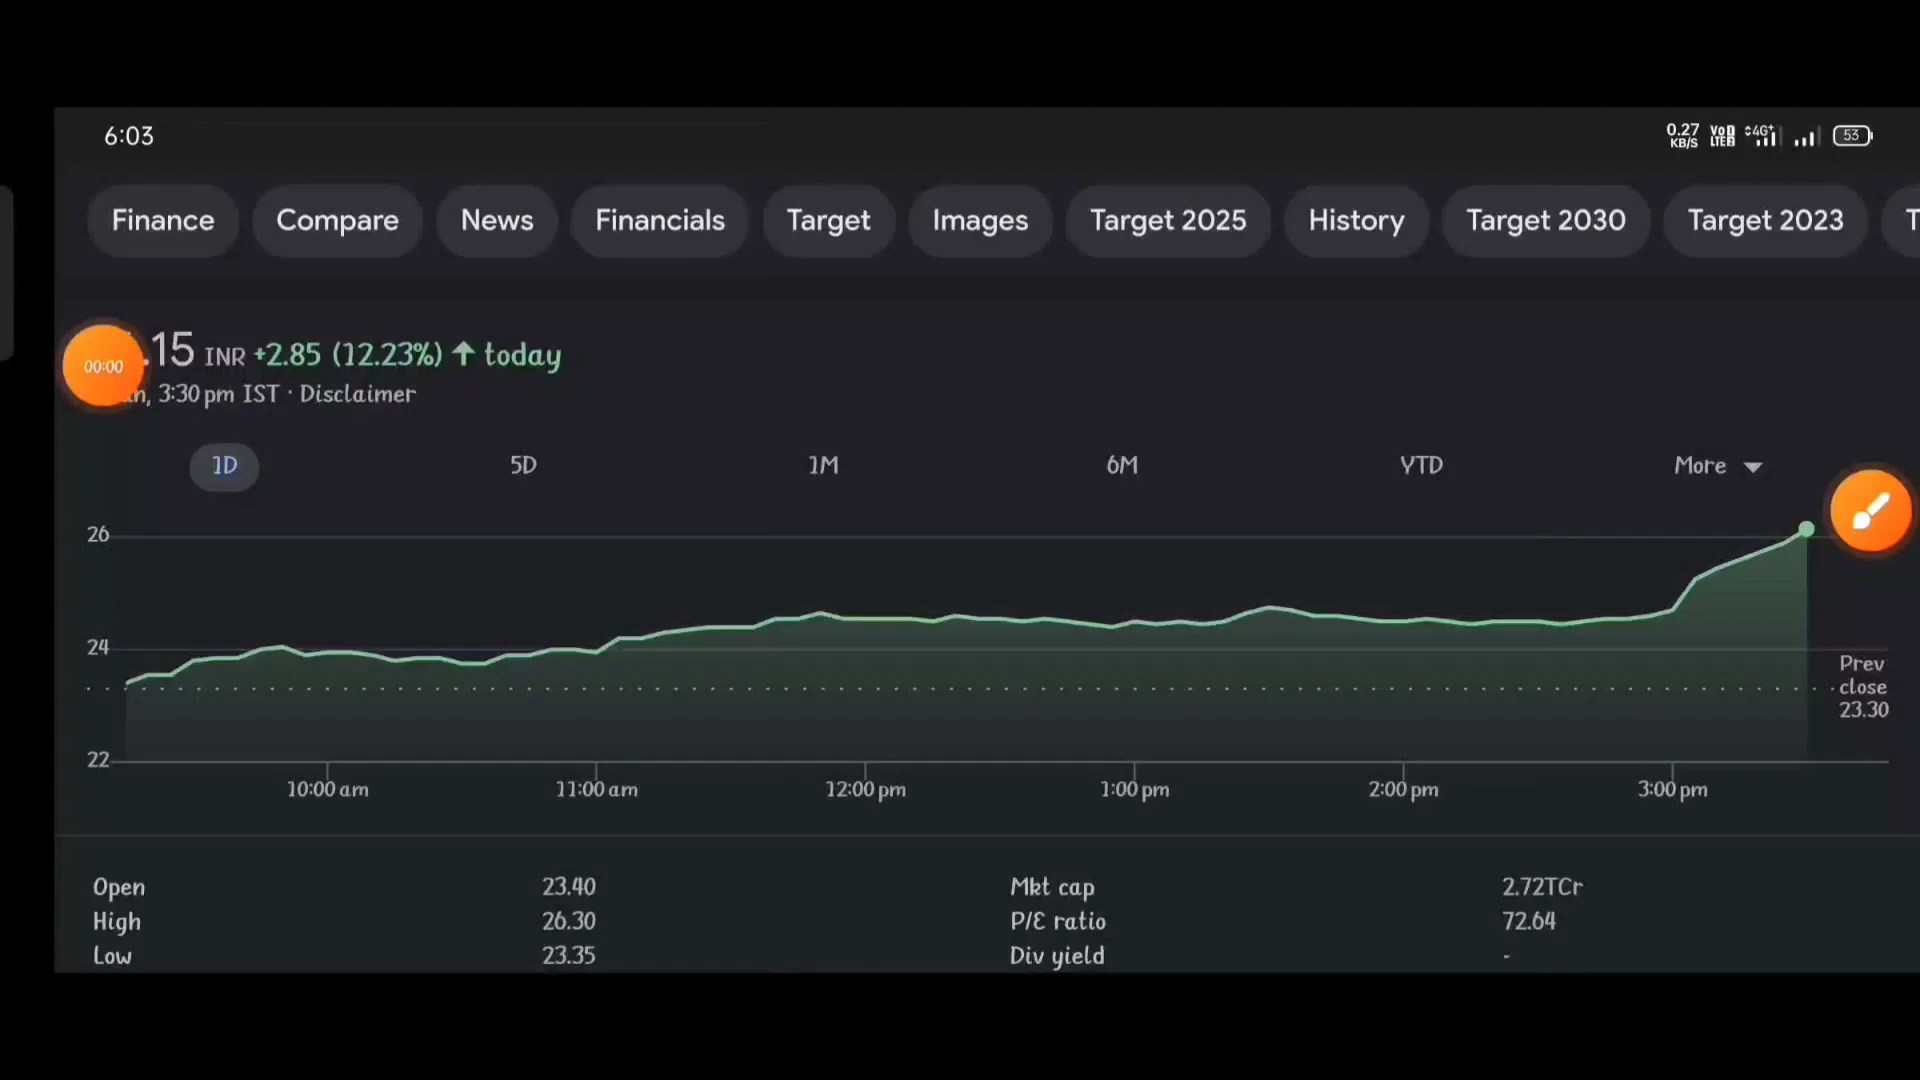 6:03
0.27 KB/S Vo LTE 4G+ 53
Finance Compare News Financials Target Images Target 2025 History Target 2030 Target 2023
.15 INR +2.85 (12.23%) ↑ today
00:00
3:30 pm IST · Disclaimer
1D 5D 1M 6M YTD More
26
24
22
Prev
close
23.30
10:00 am 11:00 am 12:00 pm 1:00 pm 2:00 pm 3:00 pm
Open 23.40 Mkt cap 2.72TCr
High 26.30 P/E ratio 72.64
Low 23.35 Div yield -